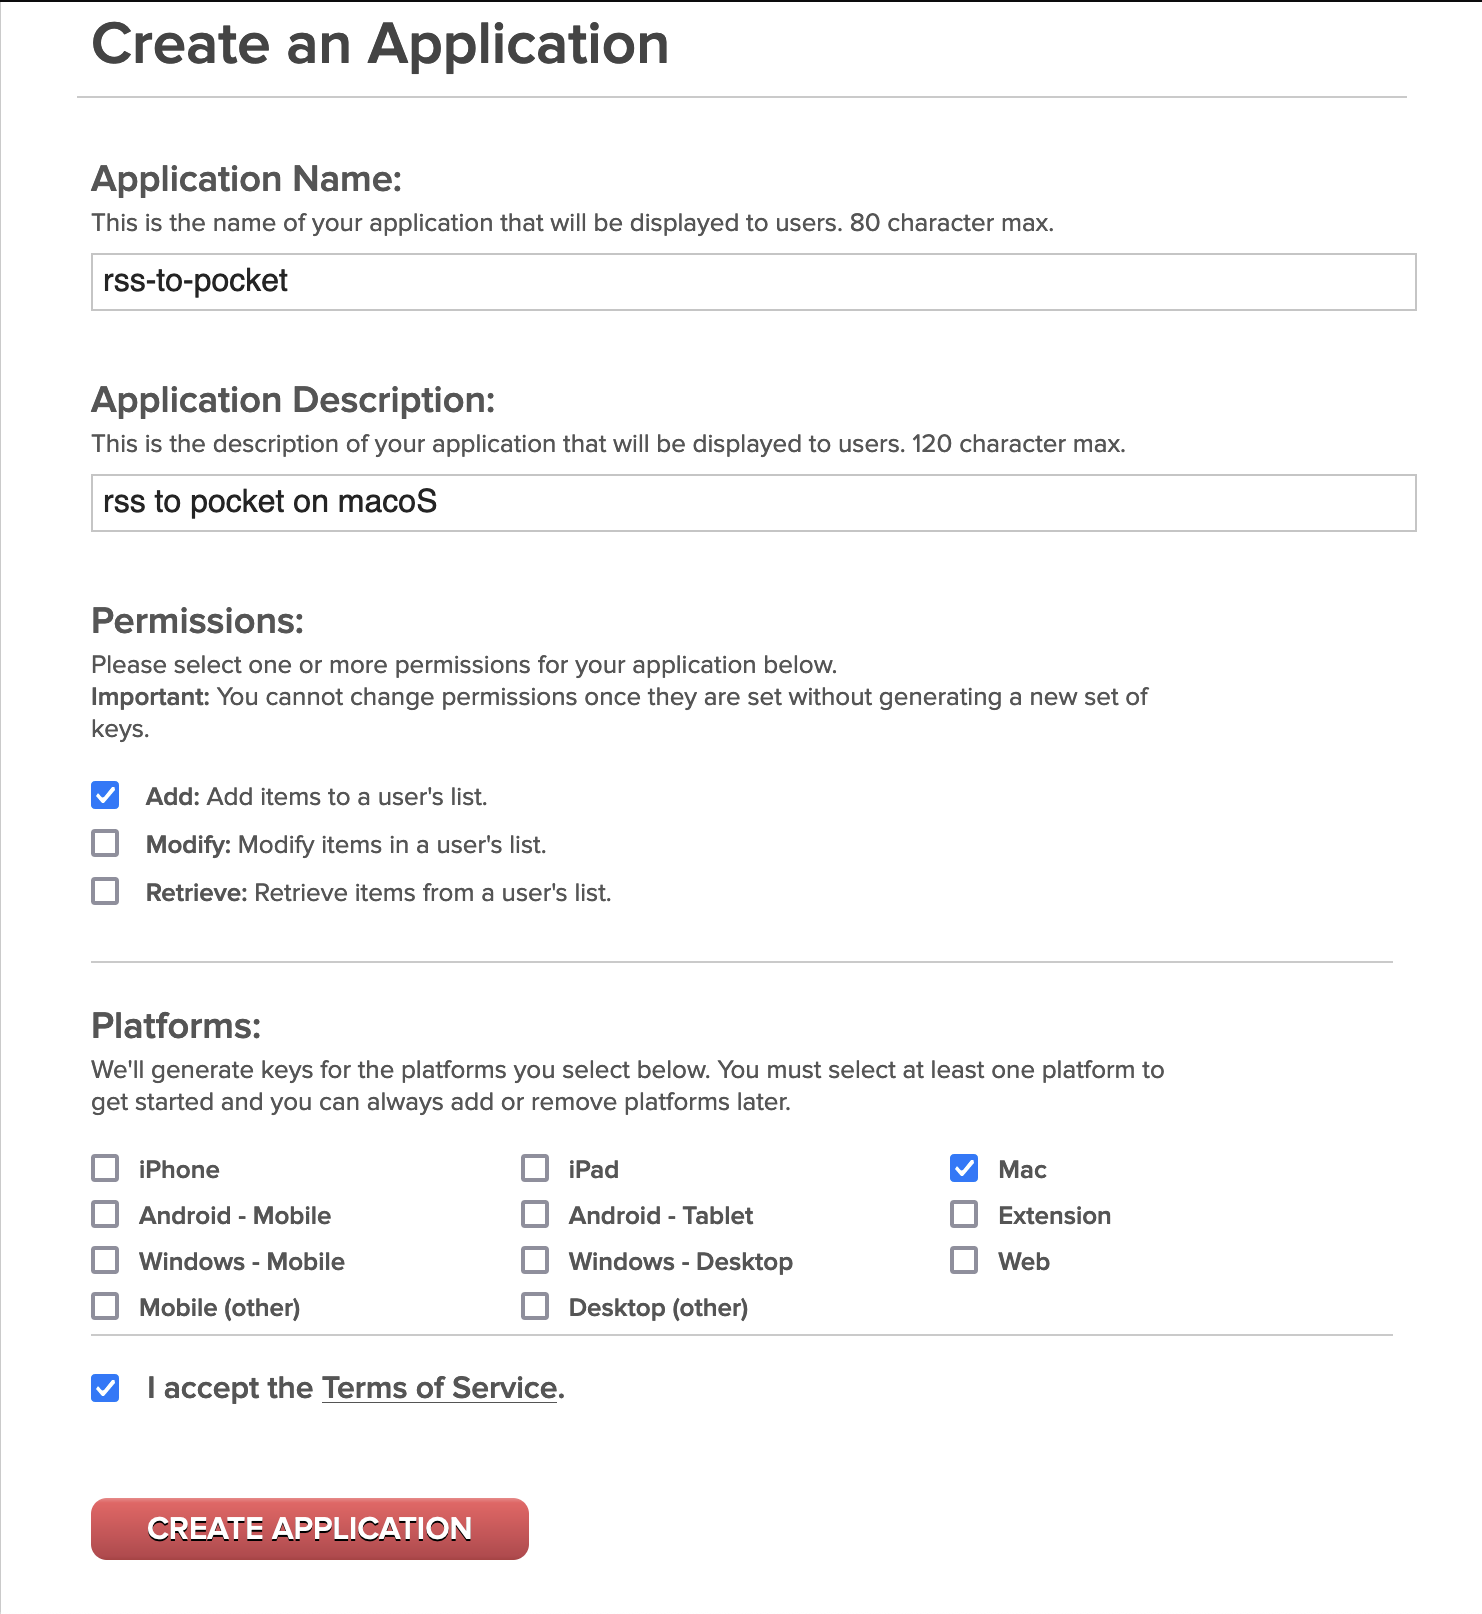 Create an Application
Application Name:
This is the name of your application that will be displayed to users. 80 character max.
rss-to-pocket
Application Description:
This is the description of your application that will be displayed to users. 120 character max.
rss to pocket on macoS
Permissions:
Please select one or more permissions for your application below.
Important: You cannot change permissions once they are set without generating a new set of
keys.
Add: Add items to a user's list.
Modify: Modify items in a user's list.
Retrieve: Retrieve items from a user's list.
Platforms:
We'll generate keys for the platforms you select below. You must select at least one platform to
get started and you can always add or remove platforms later.
iPhone iPad Mac
Android - Mobile Android - Tablet Extension
Windows - Mobile Windows - Desktop Web
Mobile (other) Desktop (other)
I accept the Terms of Service.
CREATE APPLICATION